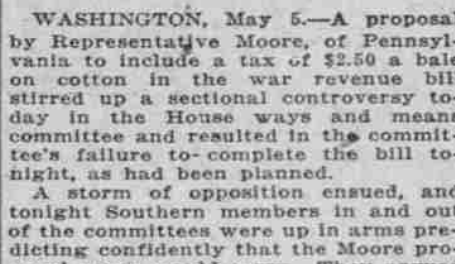 WASHINGTON, May 5.—A proposal
by Representative Moore, of Pennsyl-
vania to include a tax of $2.50 a bale
on cotton in the war revenue bill
stirred up a sectional controversy to-
day in the House ways and means
committee and resulted in the commit-
tee's failure to- complete the bill to-
night, as had been planned.
A storm of opposition ensued, and
tonight Southern members in and out
of the committees were up in arms pre-
dicting confidently that the Moore pro-